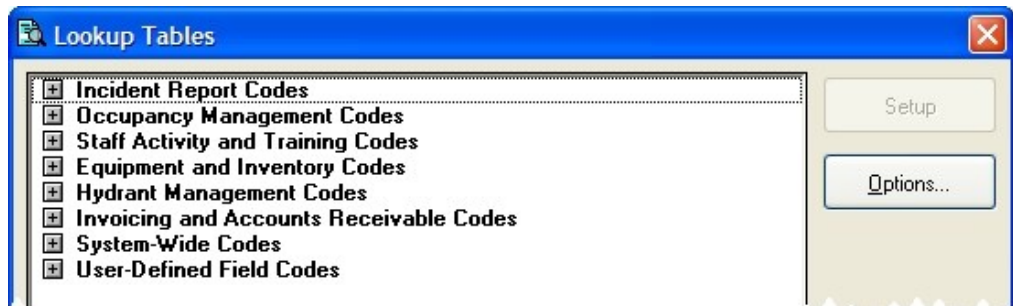 Lookup Tables
Incident Report Codes
Occupancy Management Codes
Staff Activity and Training Codes
Equipment and Inventory Codes
Hydrant Management Codes
Invoicing and Accounts Receivable Codes
System-Wide Codes
User-Defined Field Codes
Setup
Options...